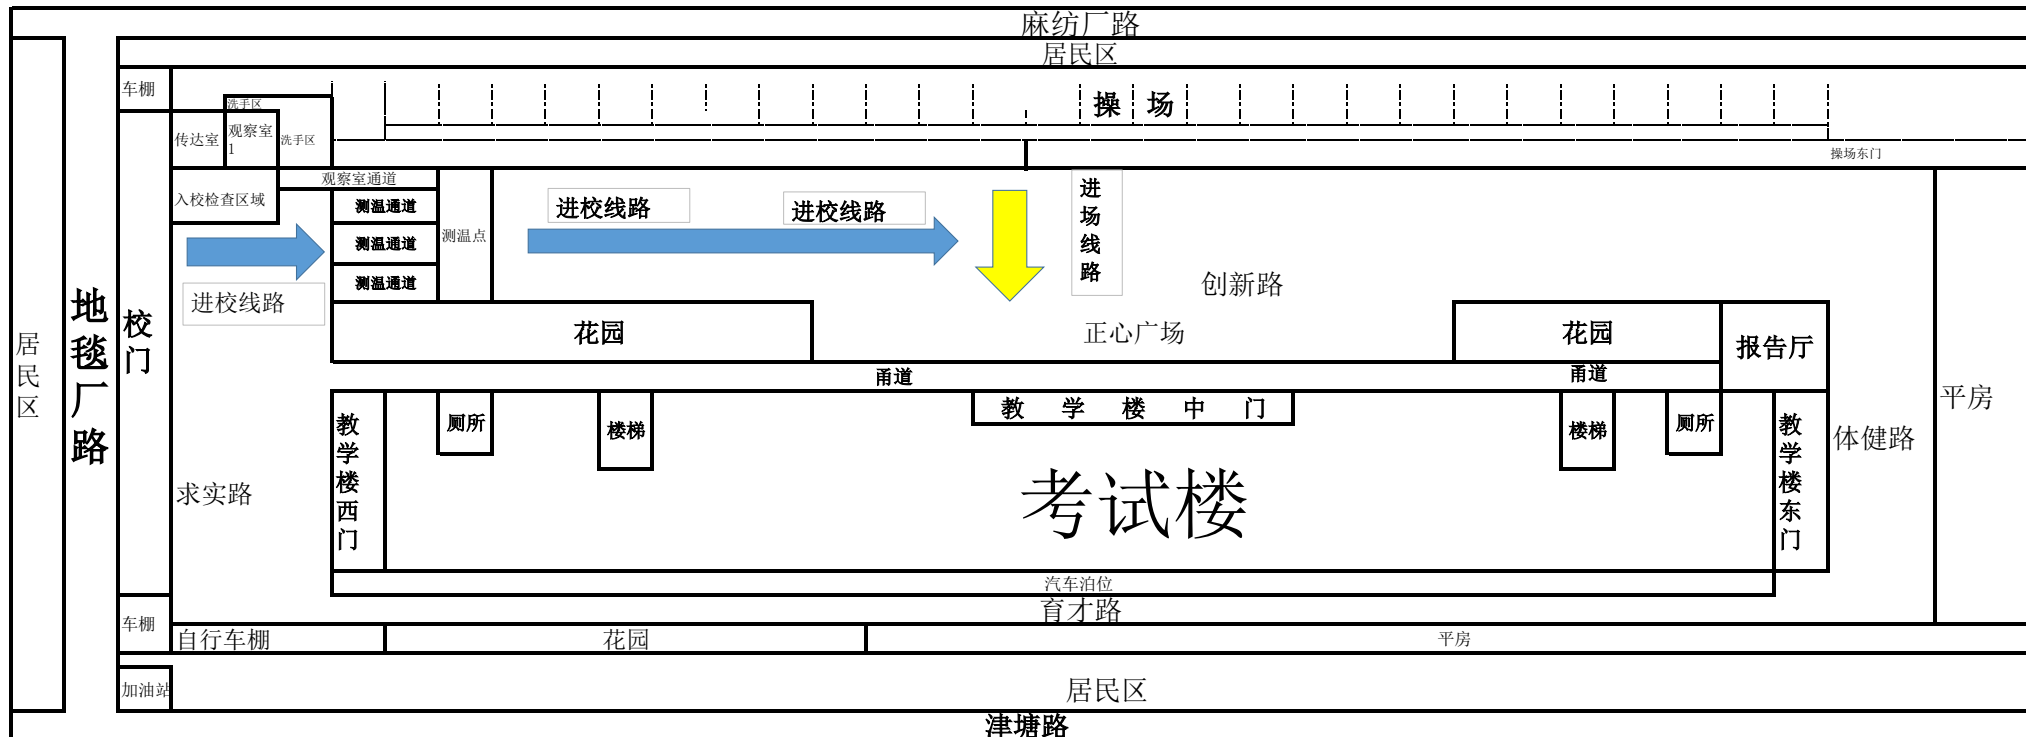 麻纺厂路
居民区
车棚
洗手区
操 场
传达室
观察室
1
洗手区
操场东门
观察室通道
入校检查区域
测温通道
测温通道
测温通道
测温点
进校线路
进校线路
进校线路
进场线路
创新路
正心广场
花园
花园
报告厅
甬道
甬道
居民区
地毯厂路
校门
求实路
教学楼西门
厕所
楼梯
教学楼中门
楼梯
厕所
教学楼东门
体健路
平房
考试楼
汽车泊位
育才路
车棚
自行车棚
花园
平房
加油站
居民区
津塘路